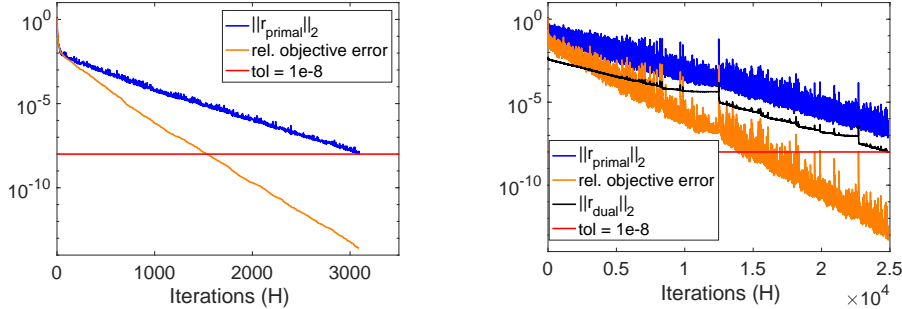 10^0
10^-5
10^-10
||r_primal||_2
rel. objective error
tol = 1e-8
0 1000 2000 3000
Iterations (H)
10^0
10^-5
10^-10
||r_primal||_2
rel. objective error
||r_dual||_2
tol = 1e-8
0 0.5 1 1.5 2 2.5
Iterations (H)
×10^4